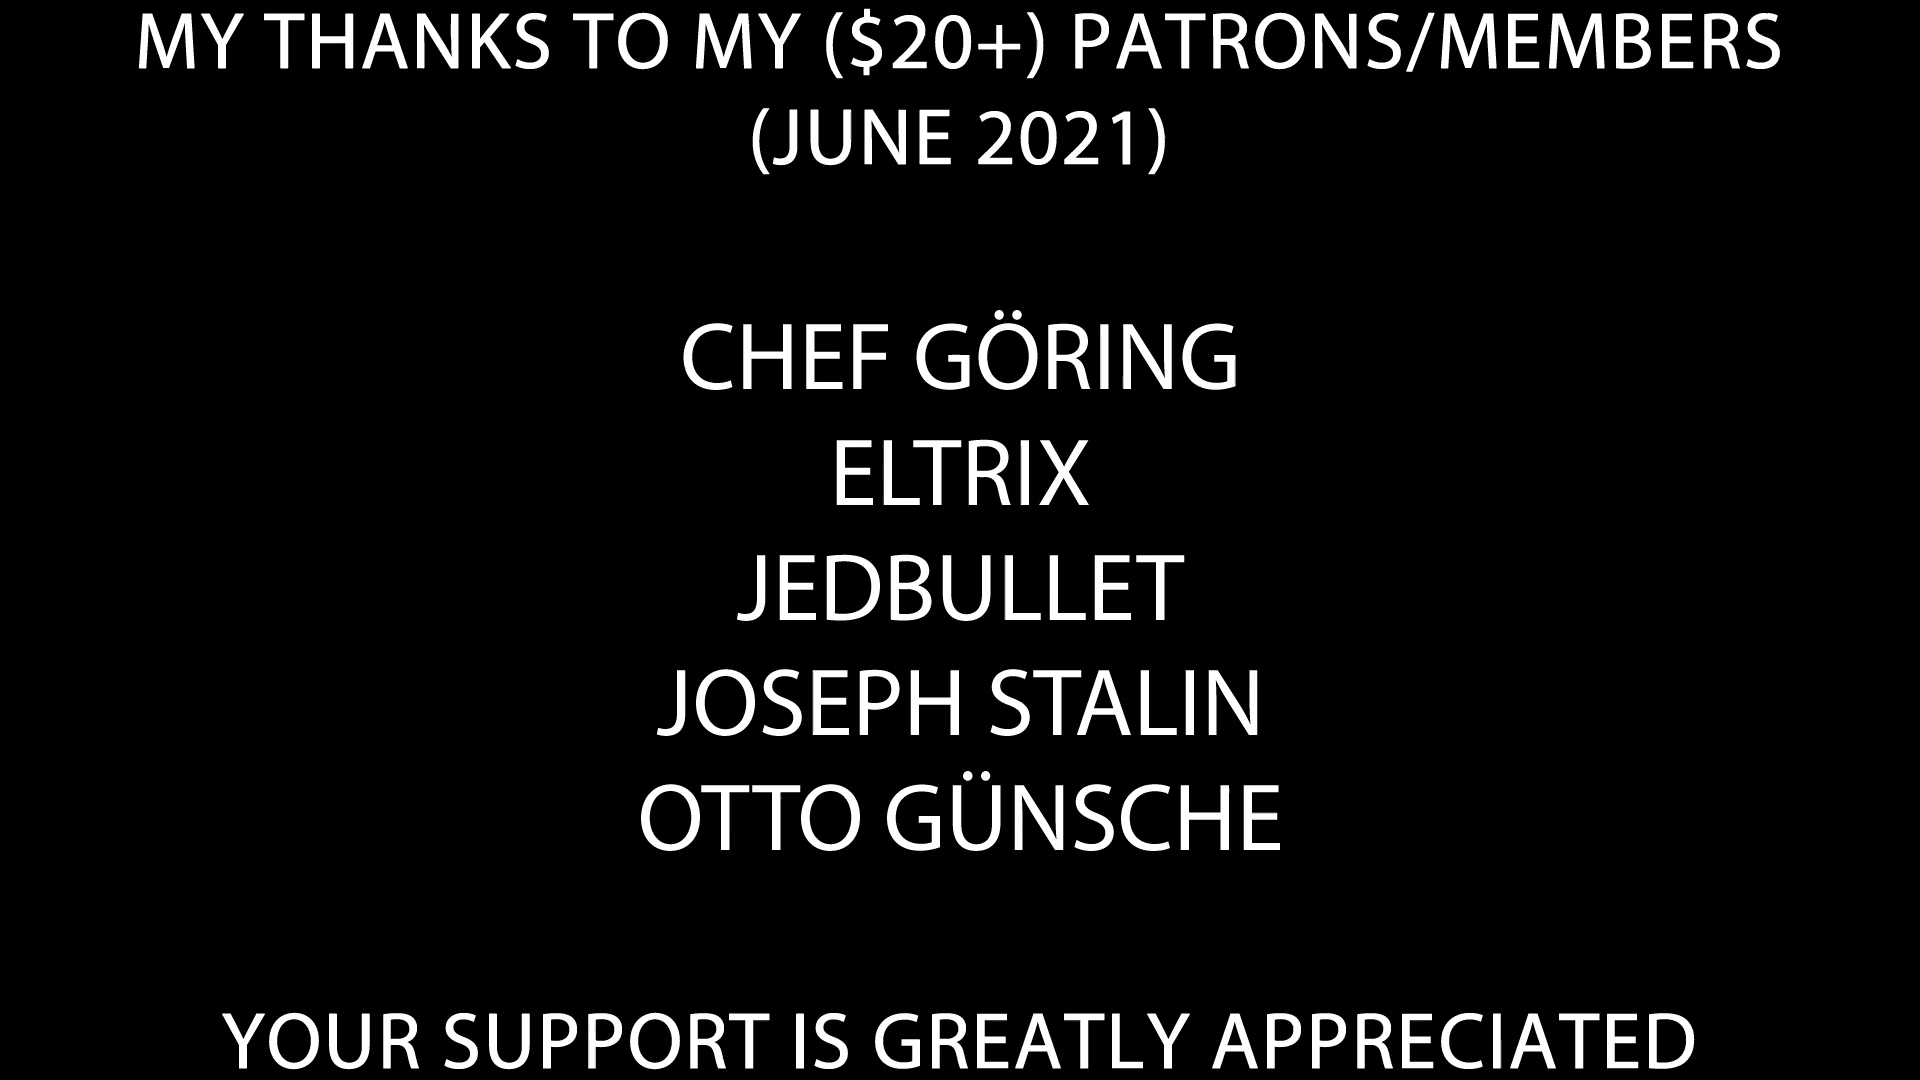 MY THANKS TO MY ($20+) PATRONS/MEMBERS
(JUNE 2021)
CHEF GÖRING
ELTRIX
JEDBULLET
JOSEPH STALIN
OTTO GÜNSCHE
YOUR SUPPORT IS GREATLY APPRECIATED